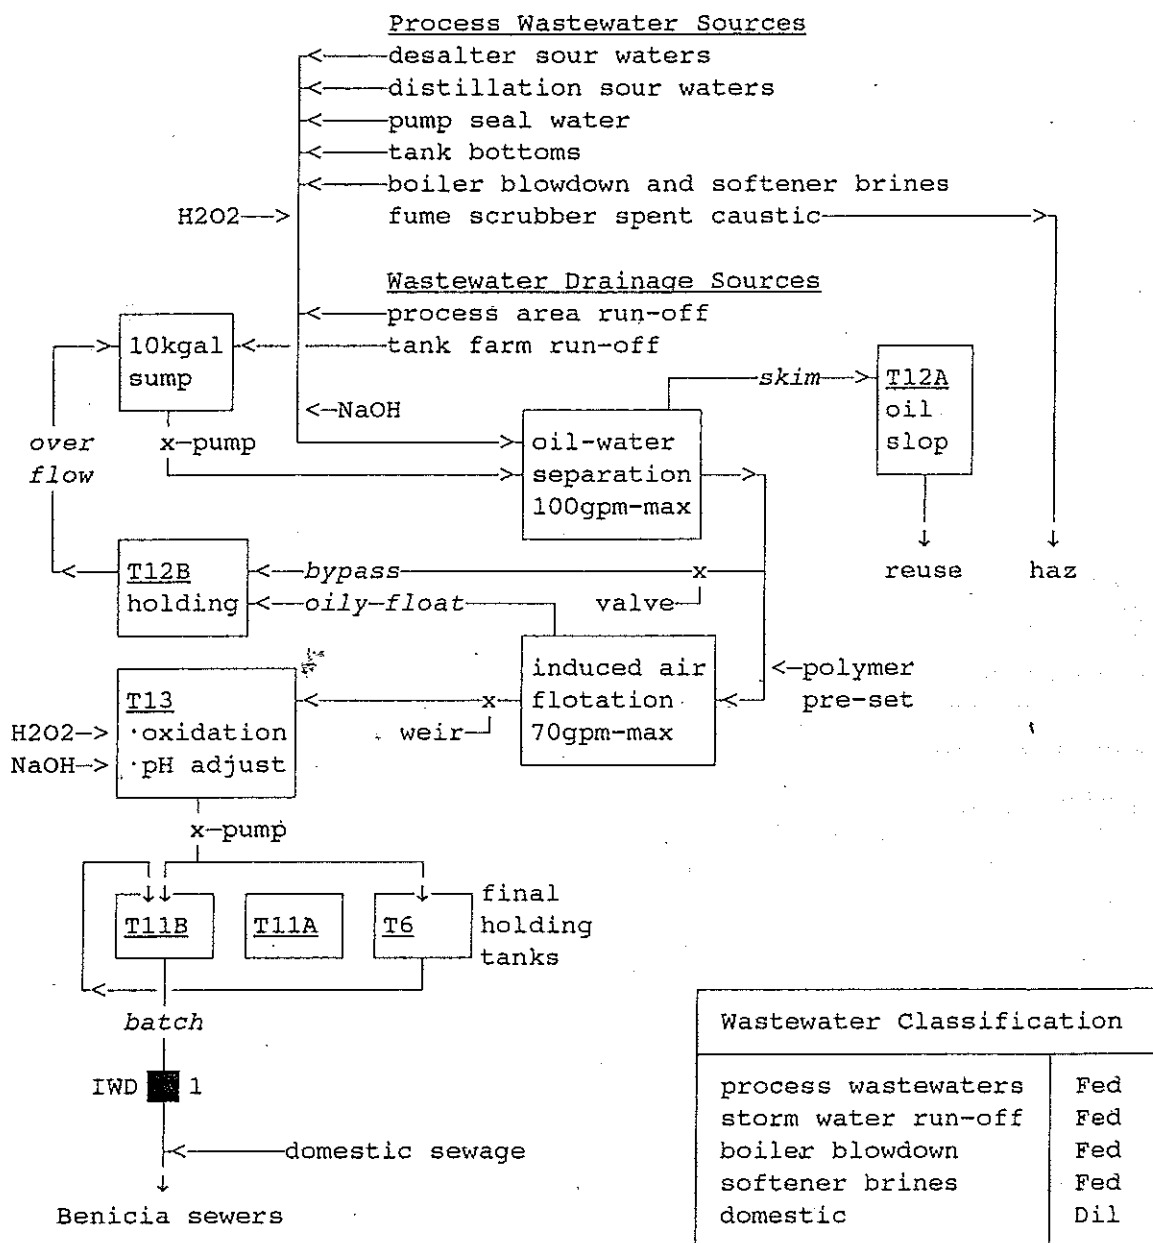 Process Wastewater Sources
desalter sour waters
distillation sour waters
pump seal water
tank bottoms
boiler blowdown and softener brines
H2O2
fume scrubber spent caustic
Wastewater Drainage Sources
process area run-off
10kgal
sump
tank farm run-off
skim
T12A
oil
slop
NaOH
over
flow
x-pump
oil-water
separation
100gpm-max
reuse
haz
T12B
holding
bypass
x
valve
oily-float
induced air
flotation
70gpm-max
polymer
pre-set
T13
·oxidation
·pH adjust
x
weir
H2O2
NaOH
x-pump
T11B
T11A
T6
final
holding
tanks
batch
IWD 1
domestic sewage
Benicia sewers
Wastewater Classification
process wastewaters Fed
storm water run-off Fed
boiler blowdown Fed
softener brines Fed
domestic Dil